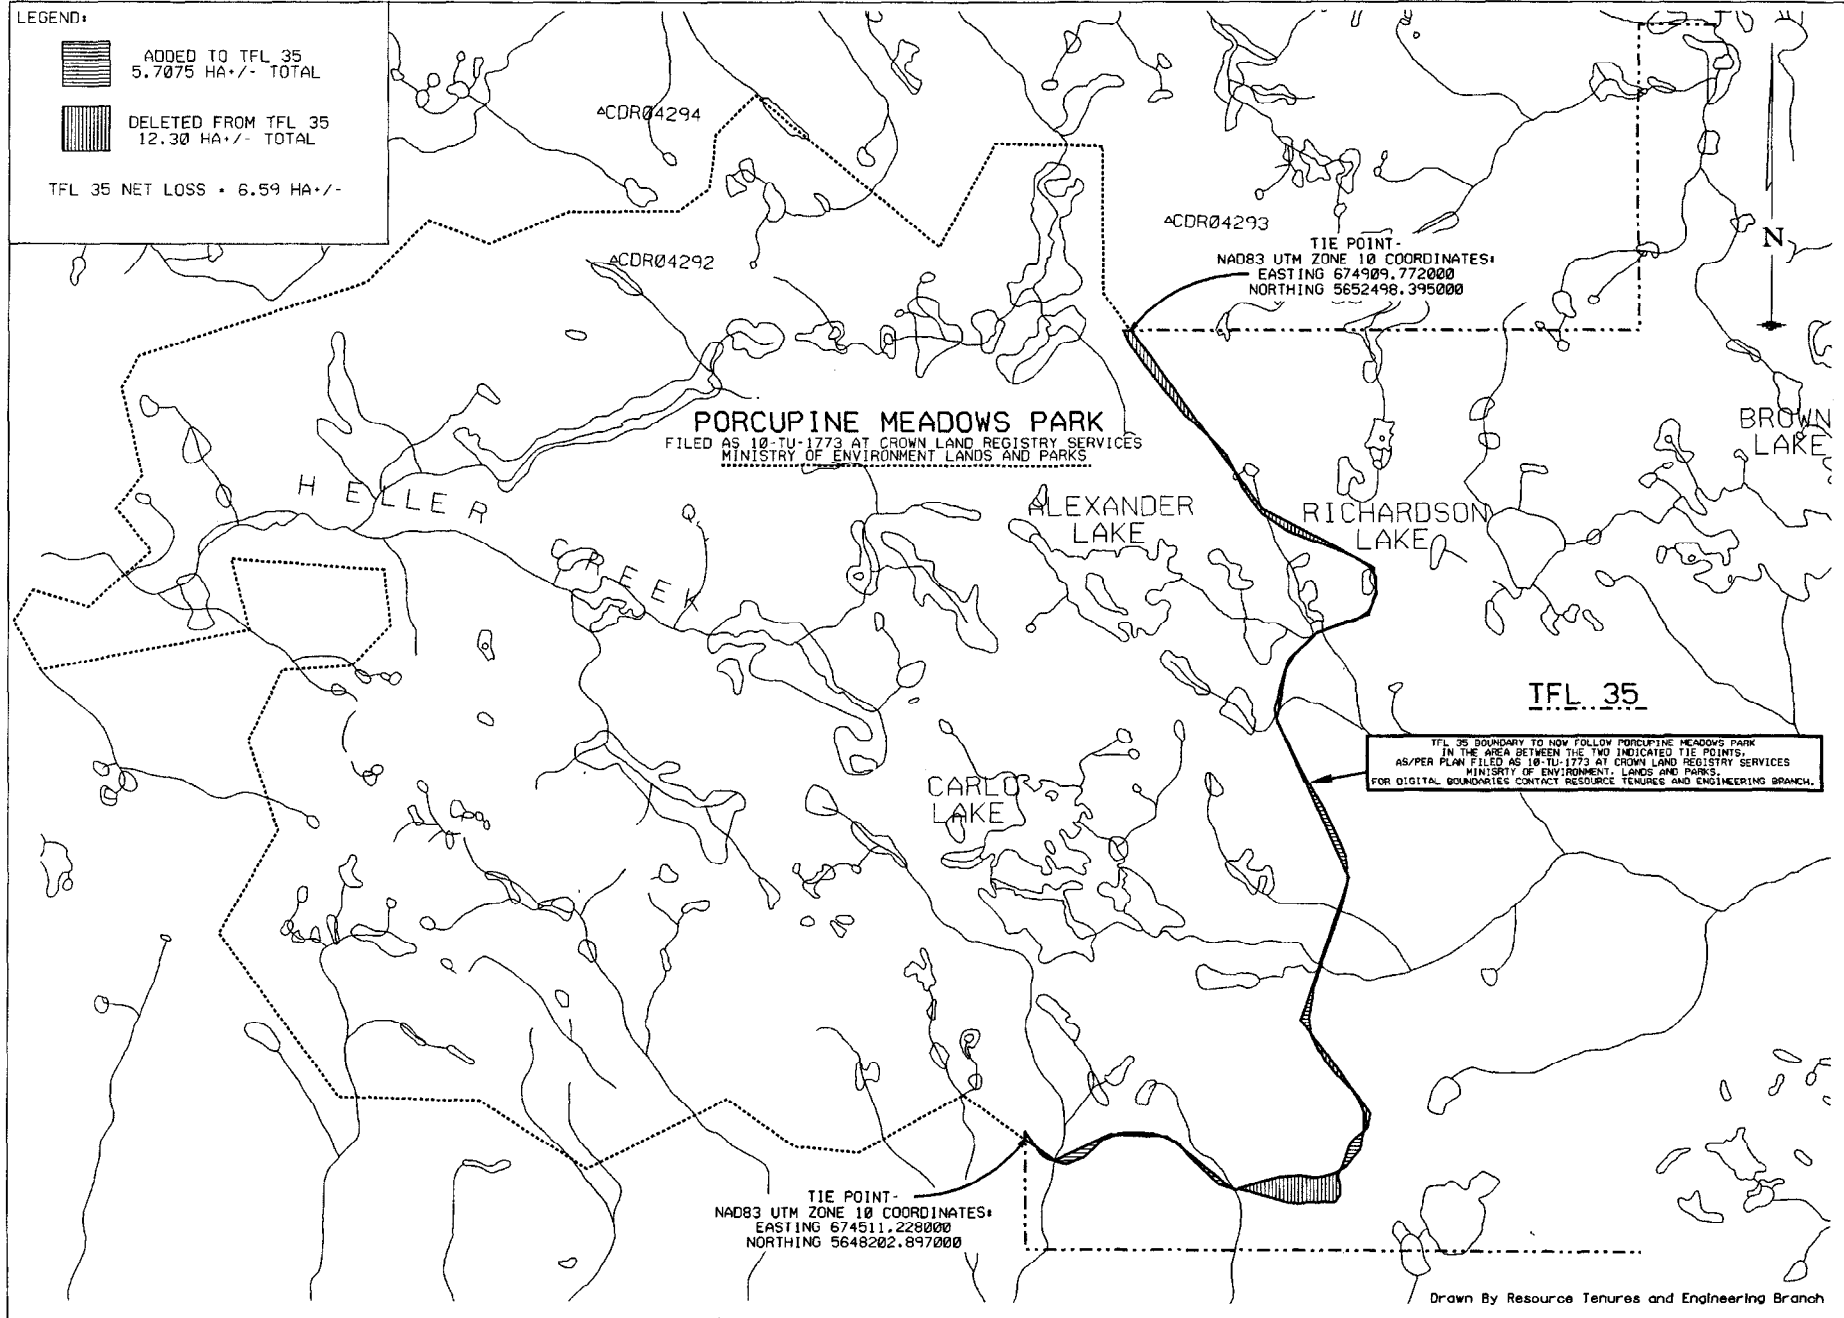 LEGEND:
ADDED TO TFL 35
5.7075 HA+/- TOTAL
DELETED FROM TFL 35
12.30 HA+/- TOTAL
TFL 35 NET LOSS = 6.59 HA+/-
CDR04294
CDR04293
CDR04292
TIE POINT-
NAD83 UTM ZONE 10 COORDINATES:
EASTING 674909.772000
NORTHING 5652498.395000
N
PORCUPINE MEADOWS PARK
FILED AS 10-TU-1773 AT CROWN LAND REGISTRY SERVICES
MINISTRY OF ENVIRONMENT LANDS AND PARKS
BROWN
LAKE
HELLER CREEK
ALEXANDER
LAKE
RICHARDSON
LAKE
TFL 35
TFL 35 BOUNDARY TO NOW FOLLOW PORCUPINE MEADOWS PARK
IN THE AREA BETWEEN THE TWO INDICATED TIE POINTS,
AS/PER PLAN FILED AS 10-TU-1773 AT CROWN LAND REGISTRY SERVICES
MINISRTY OF ENVIRONMENT, LANDS AND PARKS.
FOR DIGITAL BOUNDARIES CONTACT RESOURCE TENURES AND ENGINEERING BRANCH.
CARLO
LAKE
TIE POINT-
NAD83 UTM ZONE 10 COORDINATES:
EASTING 674511.228000
NORTHING 5648202.897000
Drawn By Resource Tenures and Engineering Branch